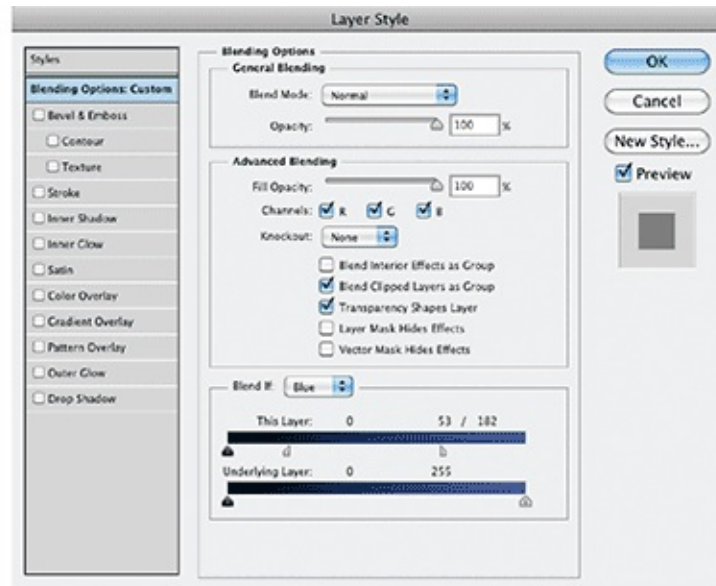 Layer Style
Styles
Blending Options: Custom
Bevel & Emboss
Contour
Texture
Stroke
Inner Shadow
Inner Glow
Satin
Color Overlay
Gradient Overlay
Pattern Overlay
Outer Glow
Drop Shadow
Blending Options
General Blending
Blend Mode: Normal
Opacity: 100 %
Advanced Blending
Fill Opacity: 100 %
Channels: R G B
Knockout: None
Blend Interior Effects as Group
Blend Clipped Layers as Group
Transparency Shapes Layer
Layer Mask Hides Effects
Vector Mask Hides Effects
Blend If: Blue
This Layer: 0 53 / 182
Underlying Layer: 0 255
OK
Cancel
New Style...
Preview